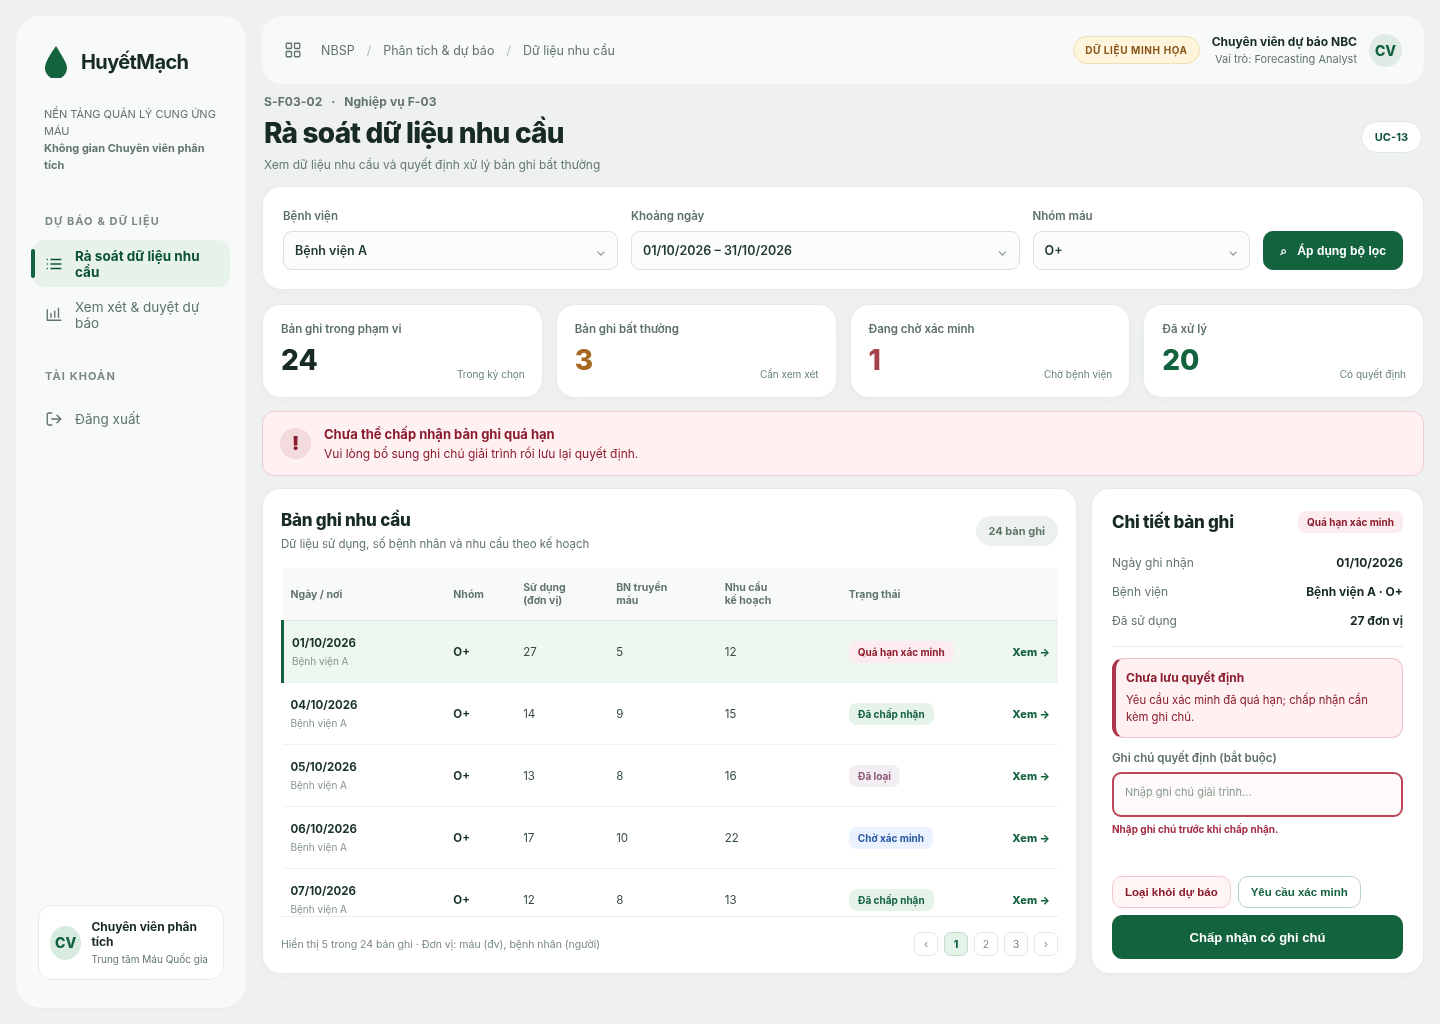 HuyếtMạch
NỀN TẢNG QUẢN LÝ CUNG ỨNG
MÁU
Không gian Chuyên viên phân
tích
DỰ BÁO & DỮ LIỆU
Rà soát dữ liệu nhu
cầu
Xem xét & duyệt dự
báo
TÀI KHOẢN
Đăng xuất
CV
Chuyên viên phân
tích
Trung tâm Máu Quốc gia
NBSP / Phân tích & dự báo / Dữ liệu nhu cầu
DỮ LIỆU MINH HỌA
Chuyên viên dự báo NBC
Vai trò: Forecasting Analyst
CV
S-F03-02 · Nghiệp vụ F-03
Rà soát dữ liệu nhu cầu
Xem dữ liệu nhu cầu và quyết định xử lý bản ghi bất thường
UC-13
Bệnh viện
Bệnh viện A
Khoảng ngày
01/10/2026 – 31/10/2026
Nhóm máu
O+
Áp dụng bộ lọc
Bản ghi trong phạm vi
24
Trong kỳ chọn
Bản ghi bất thường
3
Cần xem xét
Đang chờ xác minh
1
Chờ bệnh viện
Đã xử lý
20
Có quyết định
!
Chưa thể chấp nhận bản ghi quá hạn
Vui lòng bổ sung ghi chú giải trình rồi lưu lại quyết định.
Bản ghi nhu cầu
Dữ liệu sử dụng, số bệnh nhân và nhu cầu theo kế hoạch
24 bản ghi
Ngày / nơi
Nhóm
Sử dụng
(đơn vị)
BN truyền
máu
Nhu cầu
kế hoạch
Trạng thái
01/10/2026
Bệnh viện A
O+ 27 5 12 Quá hạn xác minh Xem →
04/10/2026
Bệnh viện A
O+ 14 9 15 Đã chấp nhận Xem →
05/10/2026
Bệnh viện A
O+ 13 8 16 Đã loại Xem →
06/10/2026
Bệnh viện A
O+ 17 10 22 Chờ xác minh Xem →
07/10/2026
Bệnh viện A
O+ 12 8 13 Đã chấp nhận Xem →
Hiển thị 5 trong 24 bản ghi · Đơn vị: máu (đv), bệnh nhân (người)
‹ 1 2 3 ›
Chi tiết bản ghi
Quá hạn xác minh
Ngày ghi nhận 01/10/2026
Bệnh viện Bệnh viện A · O+
Đã sử dụng 27 đơn vị
Chưa lưu quyết định
Yêu cầu xác minh đã quá hạn; chấp nhận cần
kèm ghi chú.
Ghi chú quyết định (bắt buộc)
Nhập ghi chú giải trình...
Nhập ghi chú trước khi chấp nhận.
Loại khỏi dự báo
Yêu cầu xác minh
Chấp nhận có ghi chú